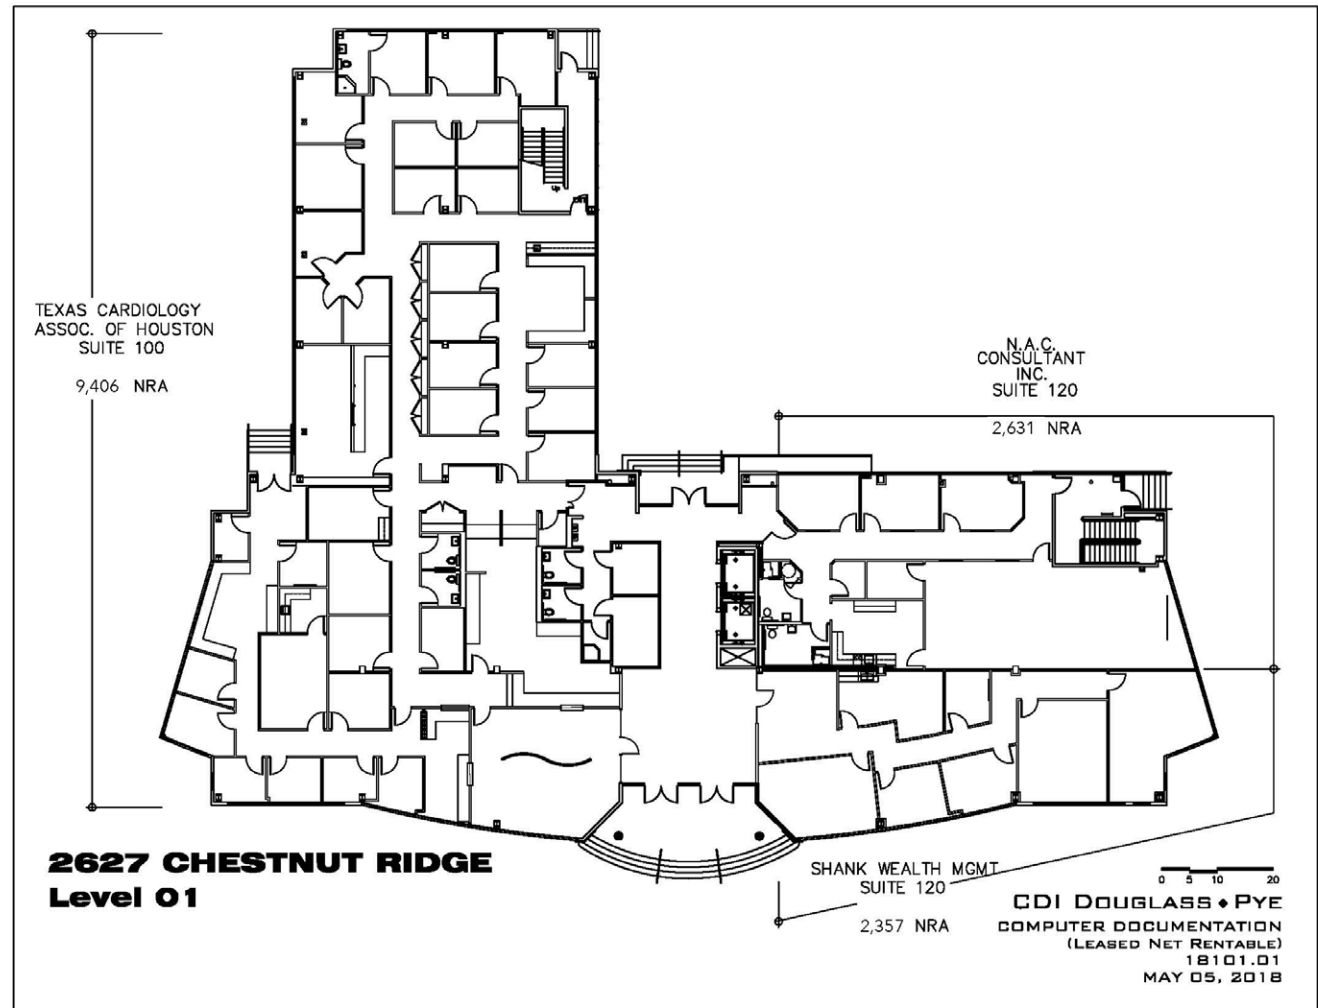 TEXAS CARDIOLOGY
ASSOC. OF HOUSTON
SUITE 100
9,406 NRA
Up
N.A.C.
CONSULTANT
INC.
SUITE 120
2,631 NRA
2627 CHESTNUT RIDGE
Level 01
SHANK WEALTH MGMT
SUITE 120
2,357 NRA
0 5 10 20
CDI DOUGLASS ♦ PYE
COMPUTER DOCUMENTATION
(LEASED NET RENTABLE)
18101.01
MAY 05, 2018